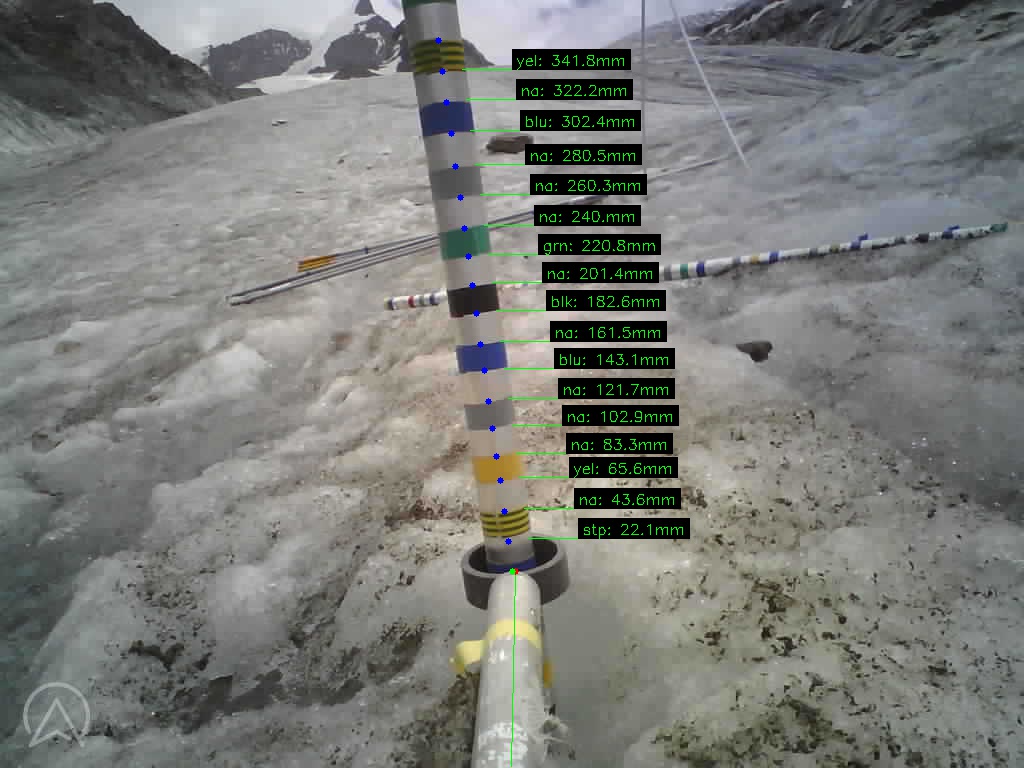 yel: 341.8mm
na: 322.2mm
blu: 302.4mm
na: 280.5mm
na: 260.3mm
na: 240.mm
grn: 220.8mm
na: 201.4mm
blk: 182.6mm
na: 161.5mm
blu: 143.1mm
na: 121.7mm
na: 102.9mm
na: 83.3mm
yel: 65.6mm
na: 43.6mm
stp: 22.1mm